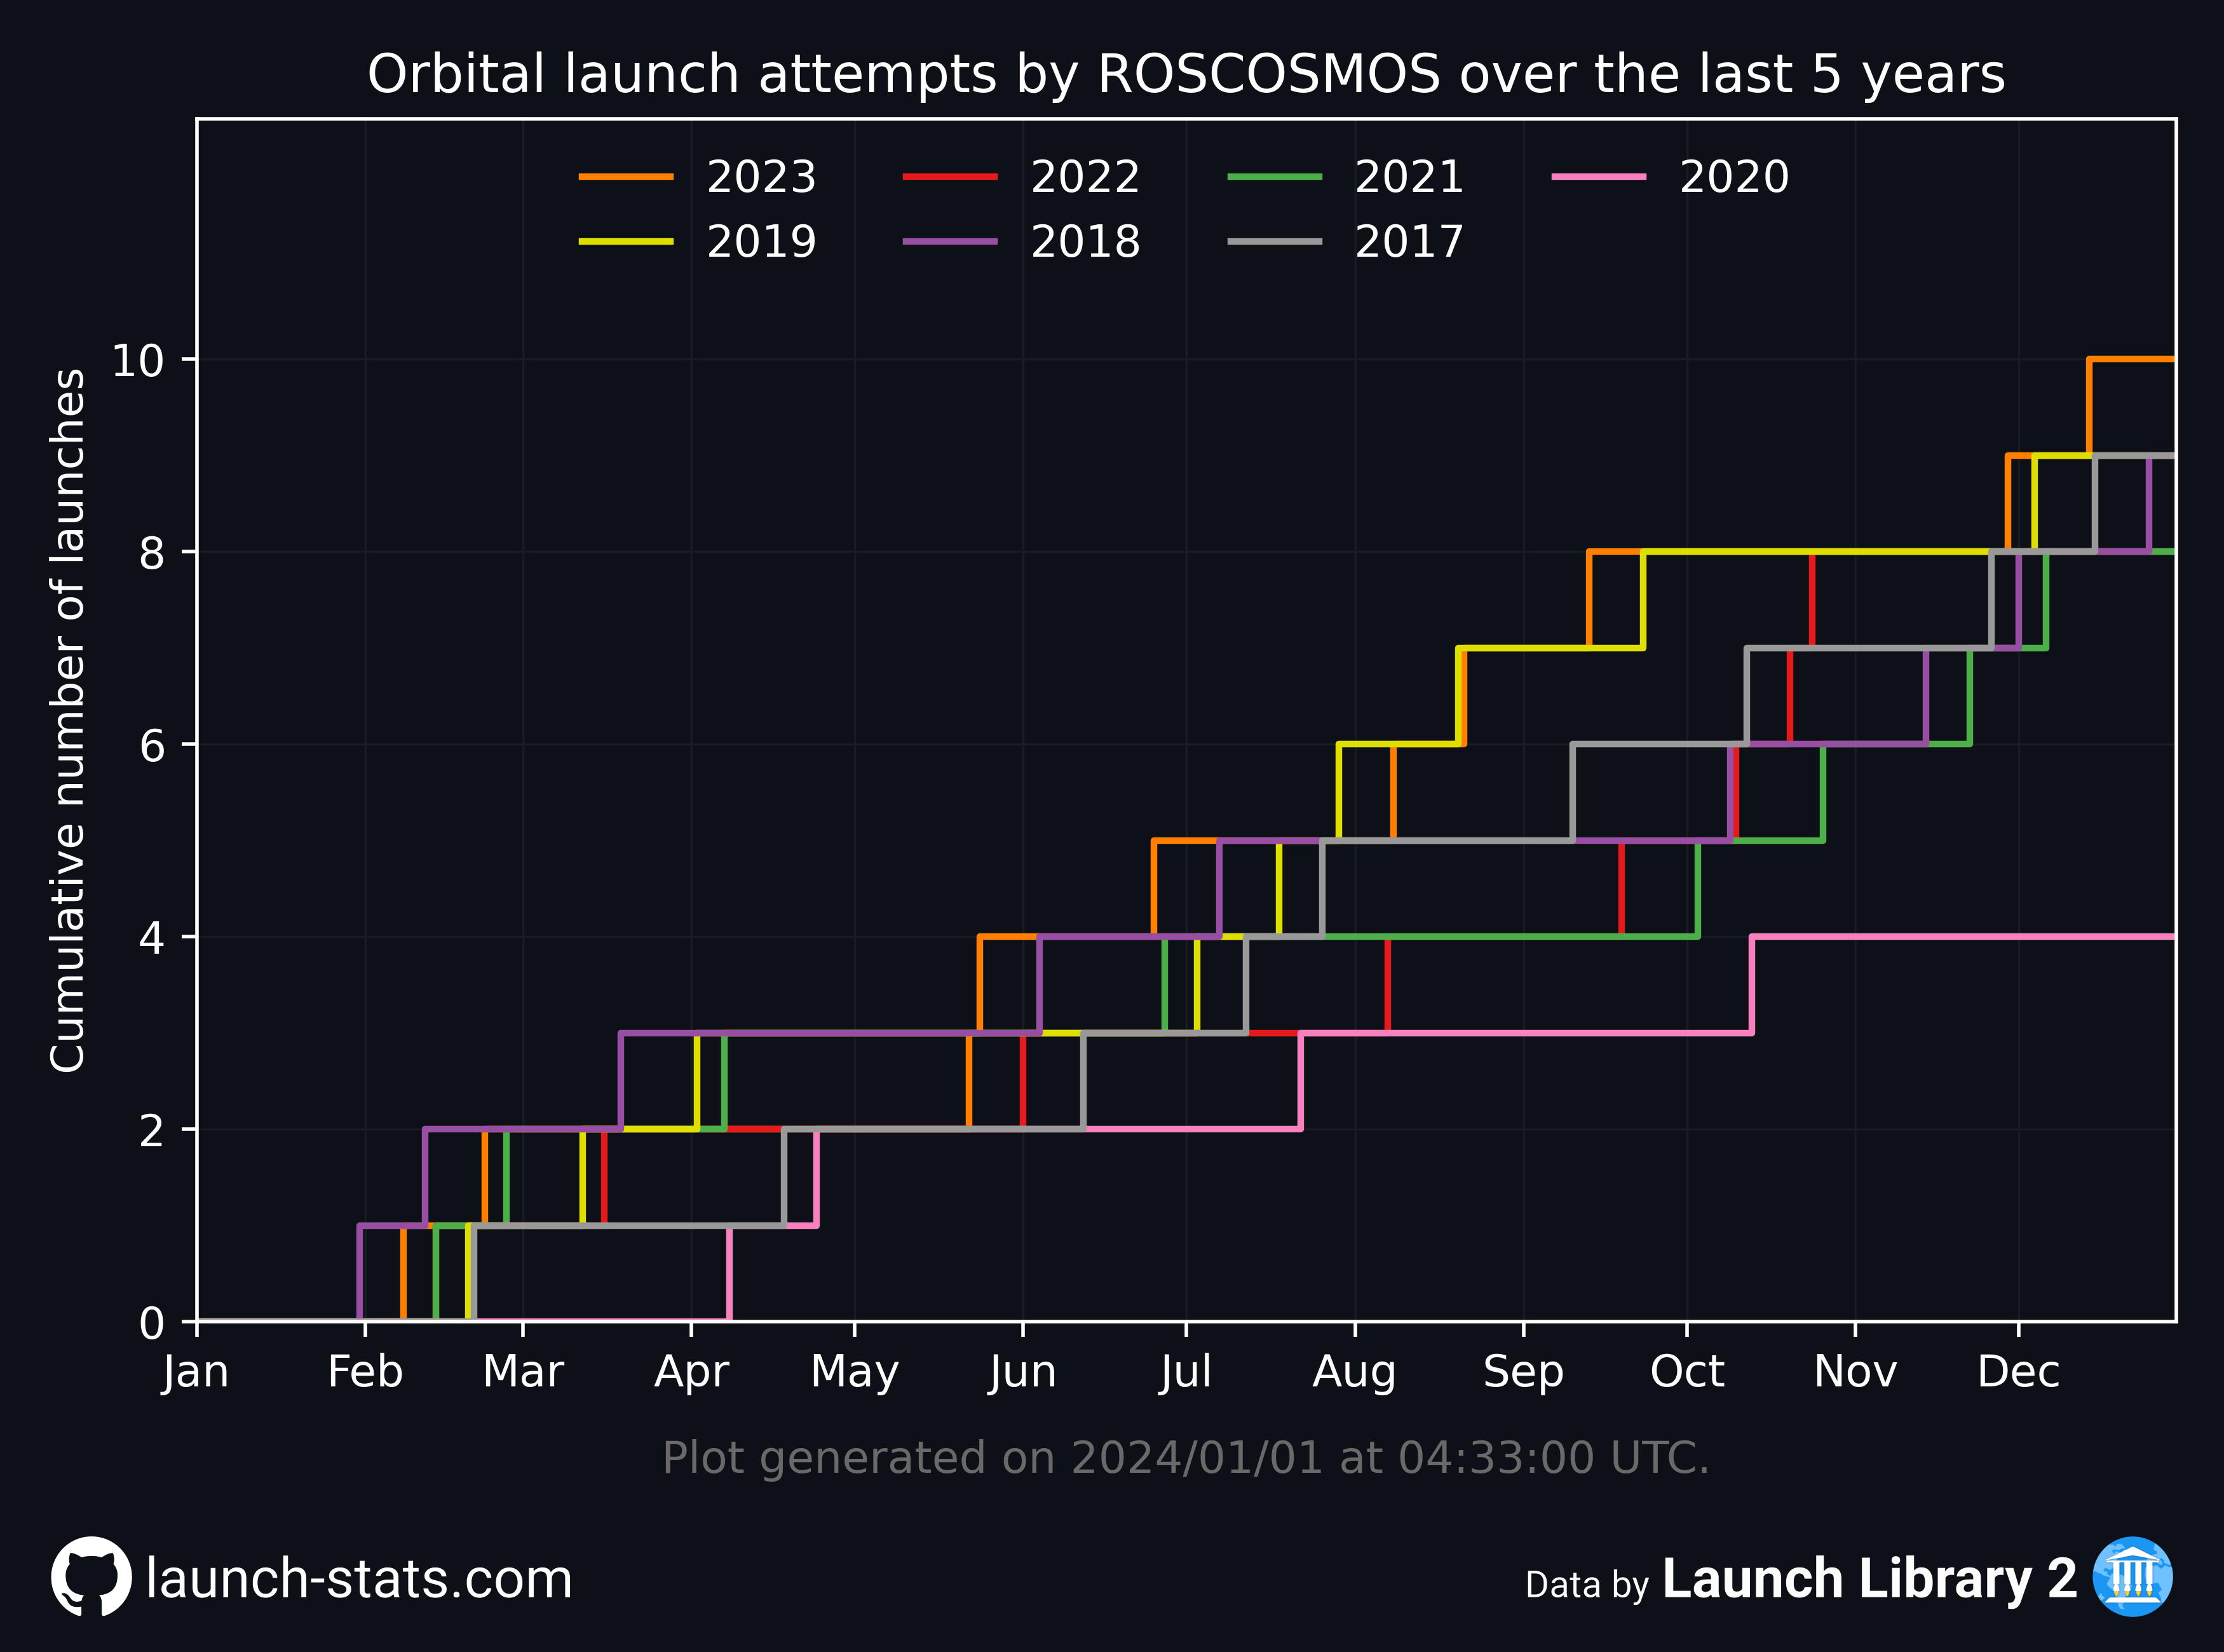 Orbital launch attempts by ROSCOSMOS over the last 5 years
2023 2022 2021 2020
2019 2018 2017
Cumulative number of launches
10
8
6
4
2
0
Jan Feb Mar Apr May Jun Jul Aug Sep Oct Nov Dec
Plot generated on 2024/01/01 at 04:33:00 UTC.
launch-stats.com
Data by Launch Library 2